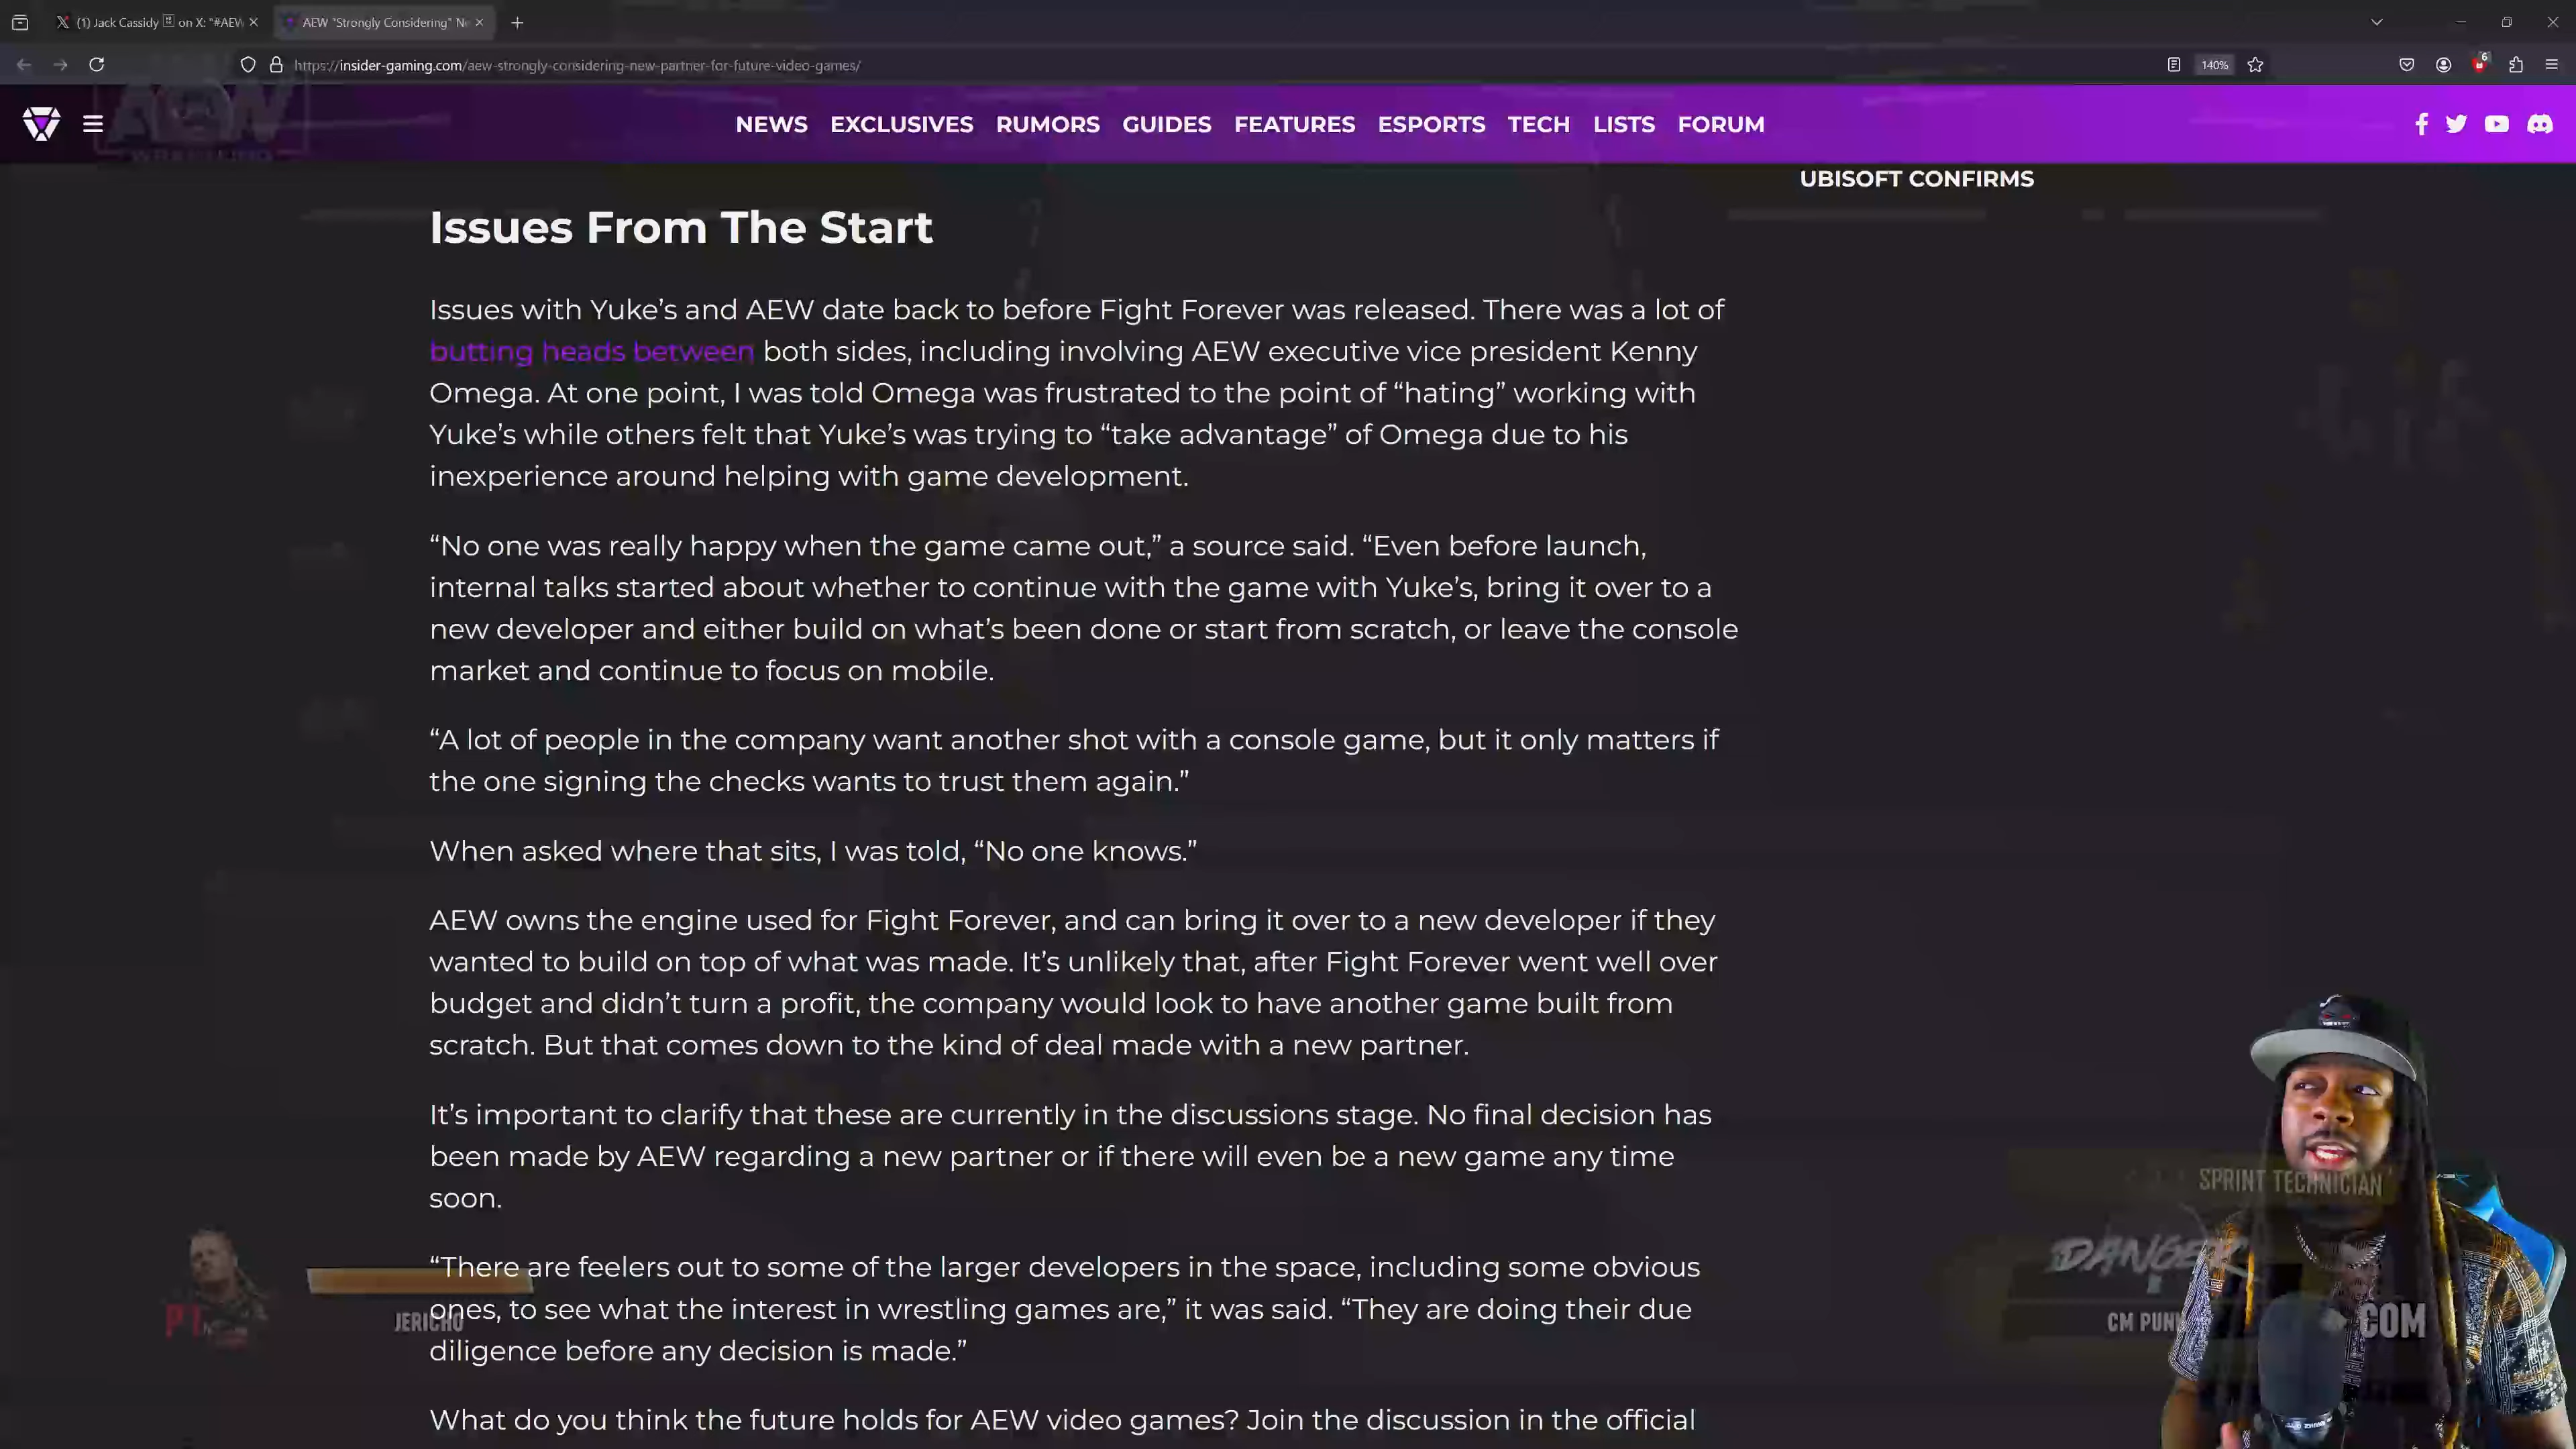 (1) Jack Cassidy on X: "#AEW
AEW "Strongly Considering" Ne
https://insider-gaming.com/aew-strongly-considering-new-partner-for-future-video-games/
140%
6
AEW
WRESTLING
NEWS EXCLUSIVES RUMORS GUIDES FEATURES ESPORTS TECH LISTS FORUM
UBISOFT CONFIRMS
Issues From The Start
Issues with Yuke’s and AEW date back to before Fight Forever was released. There was a lot of
butting heads between both sides, including involving AEW executive vice president Kenny
Omega. At one point, I was told Omega was frustrated to the point of “hating” working with
Yuke’s while others felt that Yuke’s was trying to “take advantage” of Omega due to his
inexperience around helping with game development.
“No one was really happy when the game came out,” a source said. “Even before launch,
internal talks started about whether to continue with the game with Yuke’s, bring it over to a
new developer and either build on what’s been done or start from scratch, or leave the console
market and continue to focus on mobile.
“A lot of people in the company want another shot with a console game, but it only matters if
the one signing the checks wants to trust them again.”
When asked where that sits, I was told, “No one knows.”
AEW owns the engine used for Fight Forever, and can bring it over to a new developer if they
wanted to build on top of what was made. It’s unlikely that, after Fight Forever went well over
budget and didn’t turn a profit, the company would look to have another game built from
scratch. But that comes down to the kind of deal made with a new partner.
It’s important to clarify that these are currently in the discussions stage. No final decision has
been made by AEW regarding a new partner or if there will even be a new game any time
soon.
“There are feelers out to some of the larger developers in the space, including some obvious
ones, to see what the interest in wrestling games are,” it was said. “They are doing their due
diligence before any decision is made.”
What do you think the future holds for AEW video games? Join the discussion in the official
P1
JERICHO
SPRINT TECHNICIAN
DANGER
CM PUNK
COM